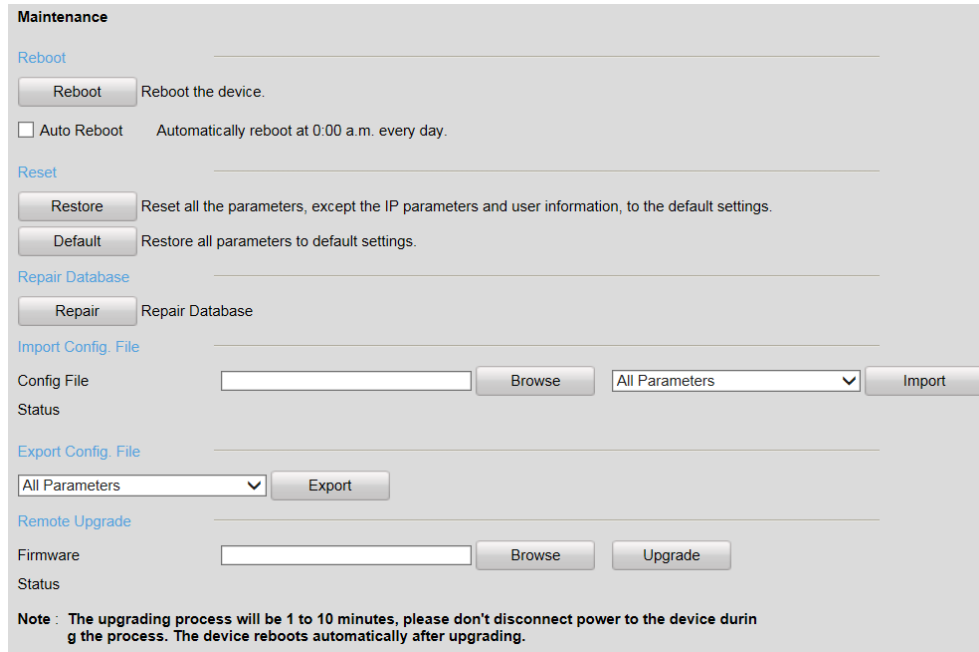 Maintenance
Reboot
Reboot Reboot the device.
Auto Reboot Automatically reboot at 0:00 a.m. every day.
Reset
Restore Reset all the parameters, except the IP parameters and user information, to the default settings.
Default Restore all parameters to default settings.
Repair Database
Repair Repair Database
Import Config. File
Config File Browse All Parameters Import
Status
Export Config. File
All Parameters Export
Remote Upgrade
Firmware Browse Upgrade
Status
Note : The upgrading process will be 1 to 10 minutes, please don't disconnect power to the device durin
g the process. The device reboots automatically after upgrading.